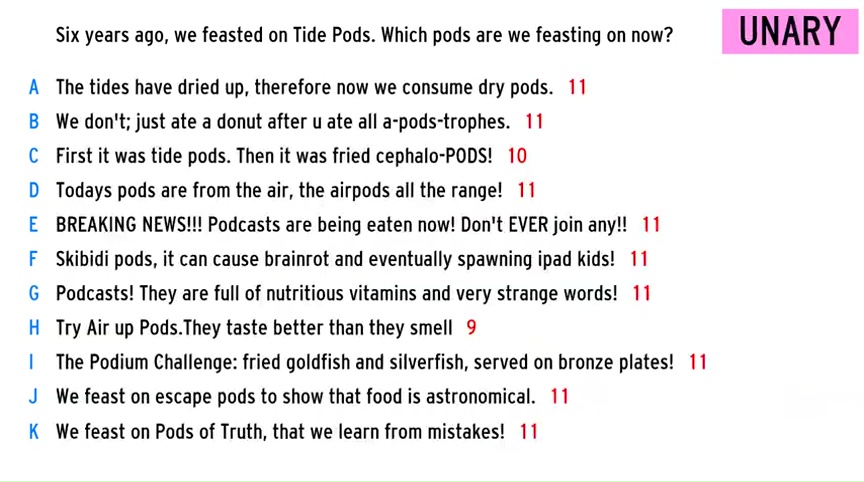 Six years ago, we feasted on Tide Pods. Which pods are we feasting on now?
UNARY
A The tides have dried up, therefore now we consume dry pods. 11
B We don't; just ate a donut after u ate all a-pods-trophes. 11
C First it was tide pods. Then it was fried cephalo-PODS! 10
D Todays pods are from the air, the airpods all the range! 11
E BREAKING NEWS!!! Podcasts are being eaten now! Don't EVER join any!! 11
F Skibidi pods, it can cause brainrot and eventually spawning ipad kids! 11
G Podcasts! They are full of nutritious vitamins and very strange words! 11
H Try Air up Pods.They taste better than they smell 9
I The Podium Challenge: fried goldfish and silverfish, served on bronze plates! 11
J We feast on escape pods to show that food is astronomical. 11
K We feast on Pods of Truth, that we learn from mistakes! 11